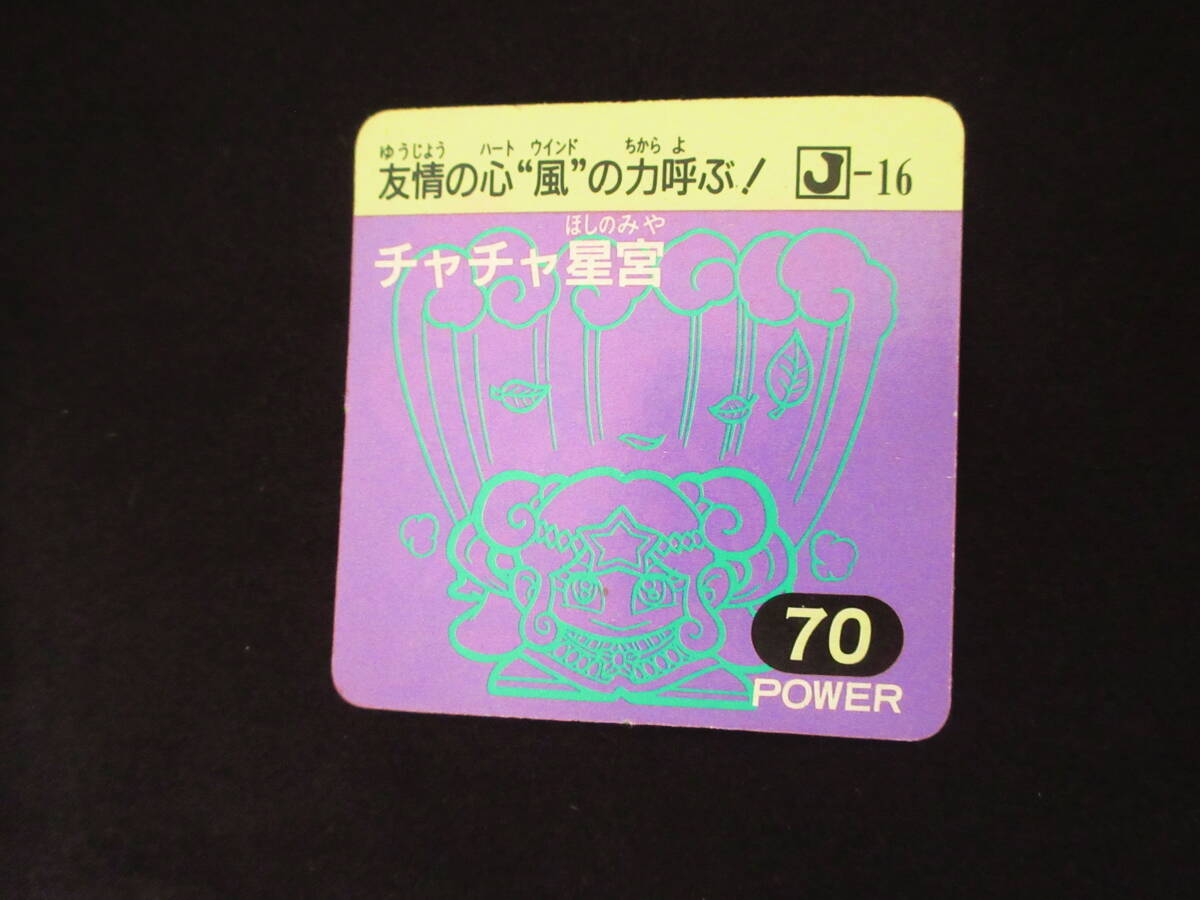 ゆうじょう ハート ウインド ちから よ
友情の心“風”の力呼ぶ! J-16
ほしのみや
チャチャ星宮
70
POWER